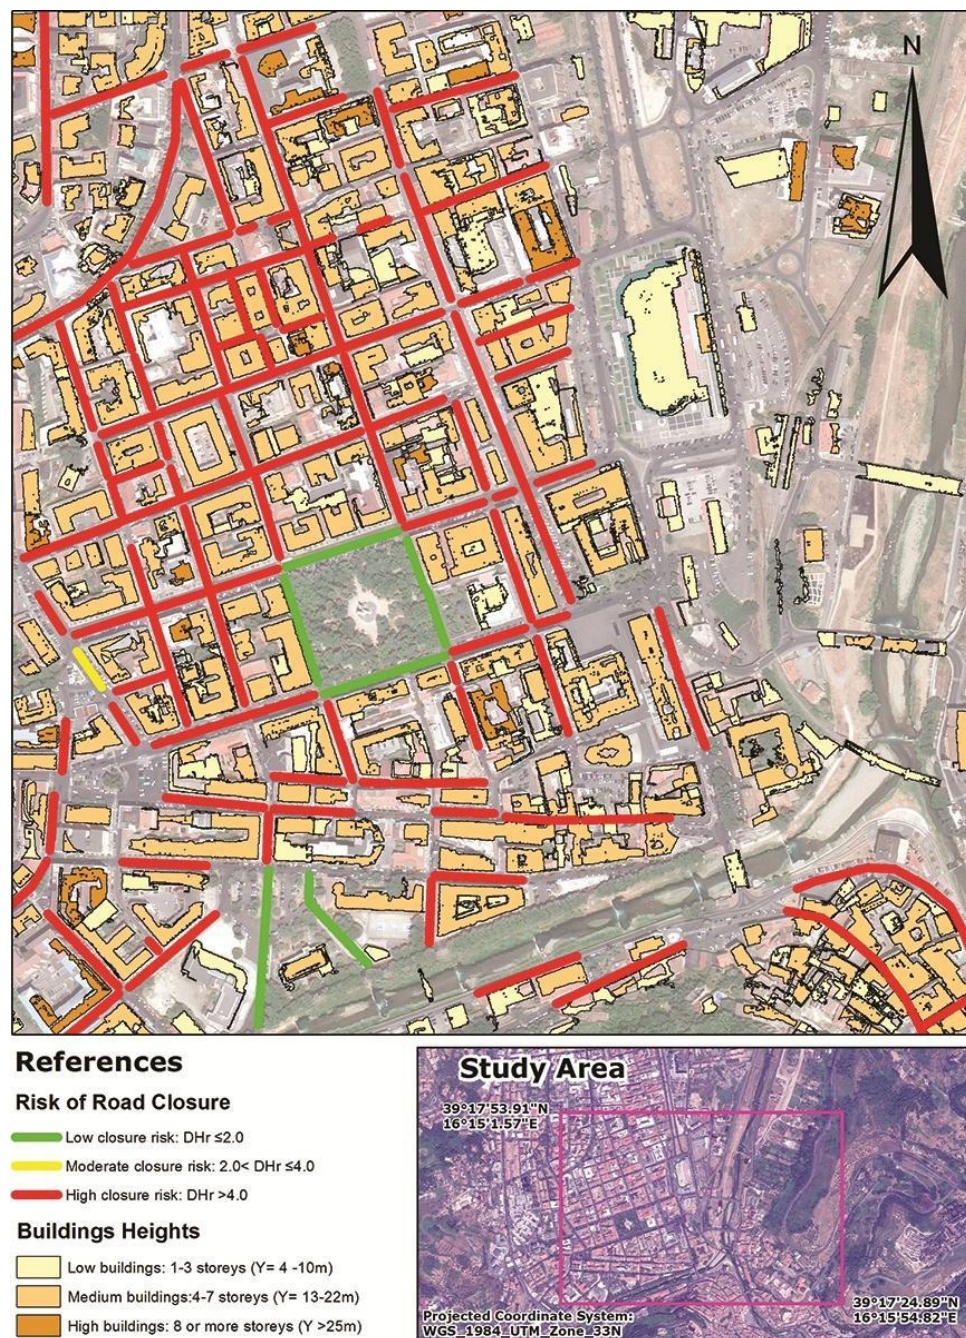 N
References
Risk of Road Closure
Low closure risk: DHr ≤2.0
Moderate closure risk: 2.0< DHr ≤4.0
High closure risk: DHr >4.0
Buildings Heights
Low buildings: 1-3 storeys (Y= 4 -10m)
Medium buildings:4-7 storeys (Y= 13-22m)
High buildings: 8 or more storeys (Y >25m)
Study Area
39°17'53.91"N
16°15'1.57"E
39°17'24.89"N
16°15'54.82"E
Projected Coordinate System:
WGS_1984_UTM_Zone_33N